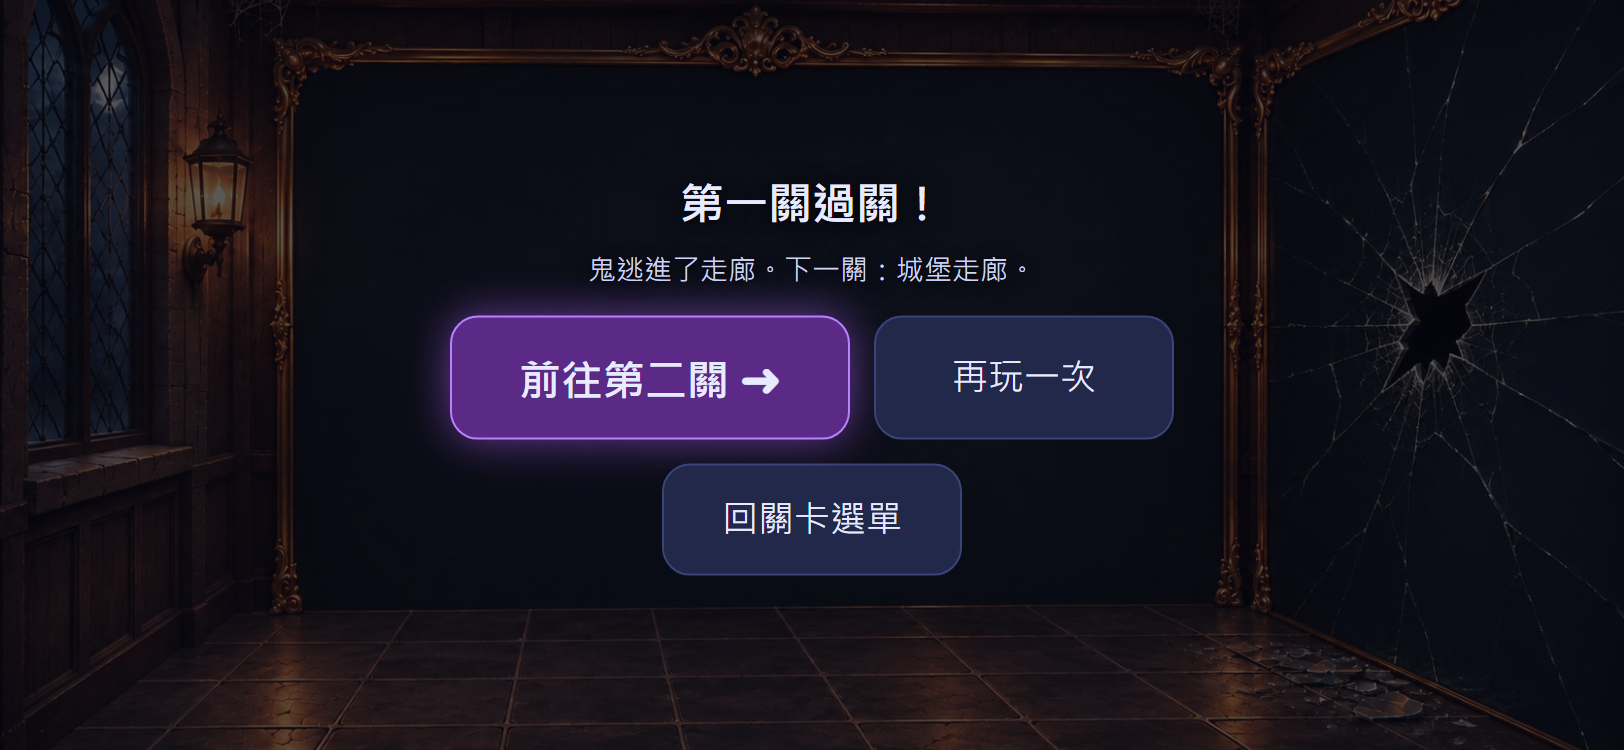 第一關過關！
鬼逃進了走廊。下一關：城堡走廊。
前往第二關 ➜
再玩一次
回關卡選單